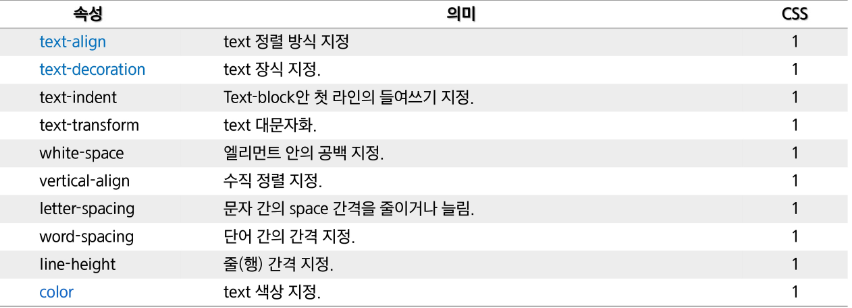 속성 의미 CSS
text-align text 정렬 방식 지정 1
text-decoration text 장식 지정. 1
text-indent Text-block안 첫 라인의 들여쓰기 지정. 1
text-transform text 대문자화. 1
white-space 엘리먼트 안의 공백 지정. 1
vertical-align 수직 정렬 지정. 1
letter-spacing 문자 간의 space 간격을 줄이거나 늘림. 1
word-spacing 단어 간의 간격 지정. 1
line-height 줄(행) 간격 지정. 1
color text 색상 지정. 1